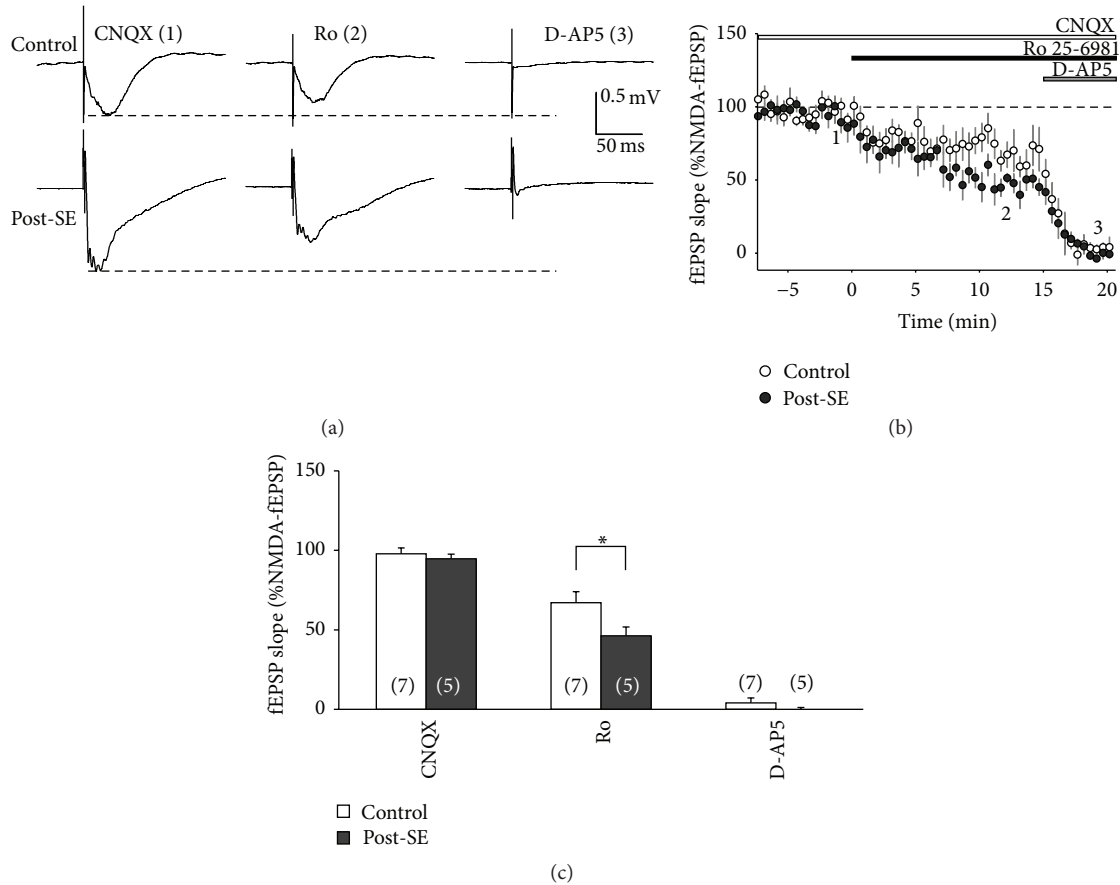 CNQX (1)
Ro (2)
D-AP5 (3)
Control
Post-SE
0.5 mV
50 ms
(a)
CNQX
Ro 25-6981
D-AP5
fEPSP slope (%NMDA-fEPSP)
150
100
50
0
1
2
3
−5
0
5
10
15
20
Time (min)
Control
Post-SE
(b)
fEPSP slope (%NMDA-fEPSP)
150
100
50
0
*
(7)
(5)
(7)
(5)
(7)
(5)
CNQX
Ro
D-AP5
Control
Post-SE
(c)